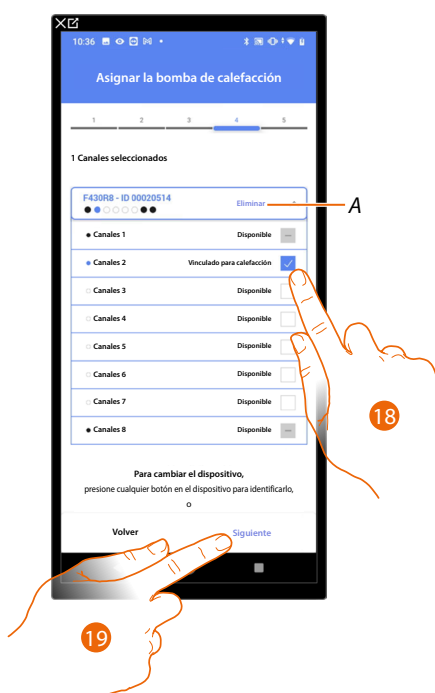 10:36
Asignar la bomba de calefacción
1 2 3 4 5
1 Canales seleccionados
F430R8 - ID 00020514
Eliminar
A
Canales 1 Disponible
Canales 2 Vinculado para calefacción
Canales 3 Disponible
Canales 4 Disponible
Canales 5 Disponible
Canales 6 Disponible
Canales 7 Disponible
Canales 8 Disponible
18
Para cambiar el dispositivo,
presione cualquier botón en el dispositivo para identificarlo,
o
Volver Siguiente
19